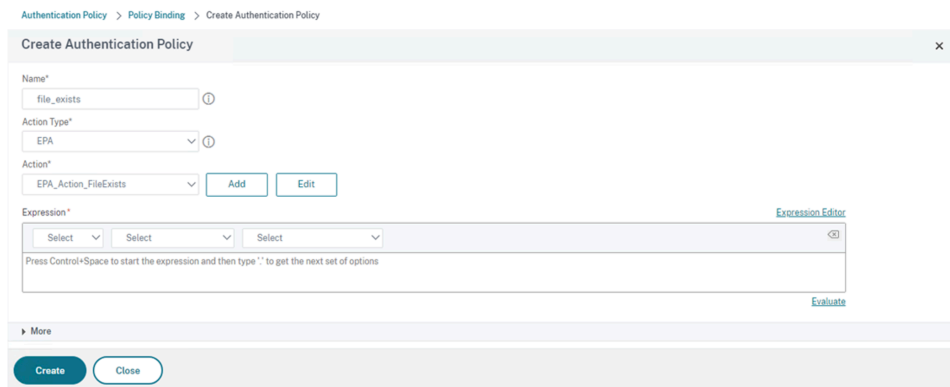 Authentication Policy > Policy Binding > Create Authentication Policy
Create Authentication Policy
Name*
file_exists
Action Type*
EPA
Action*
EPA_Action_FileExists Add Edit
Expression* Expression Editor
Select Select Select
Press Control+Space to start the expression and then type '.' to get the next set of options
Evaluate
More
Create Close